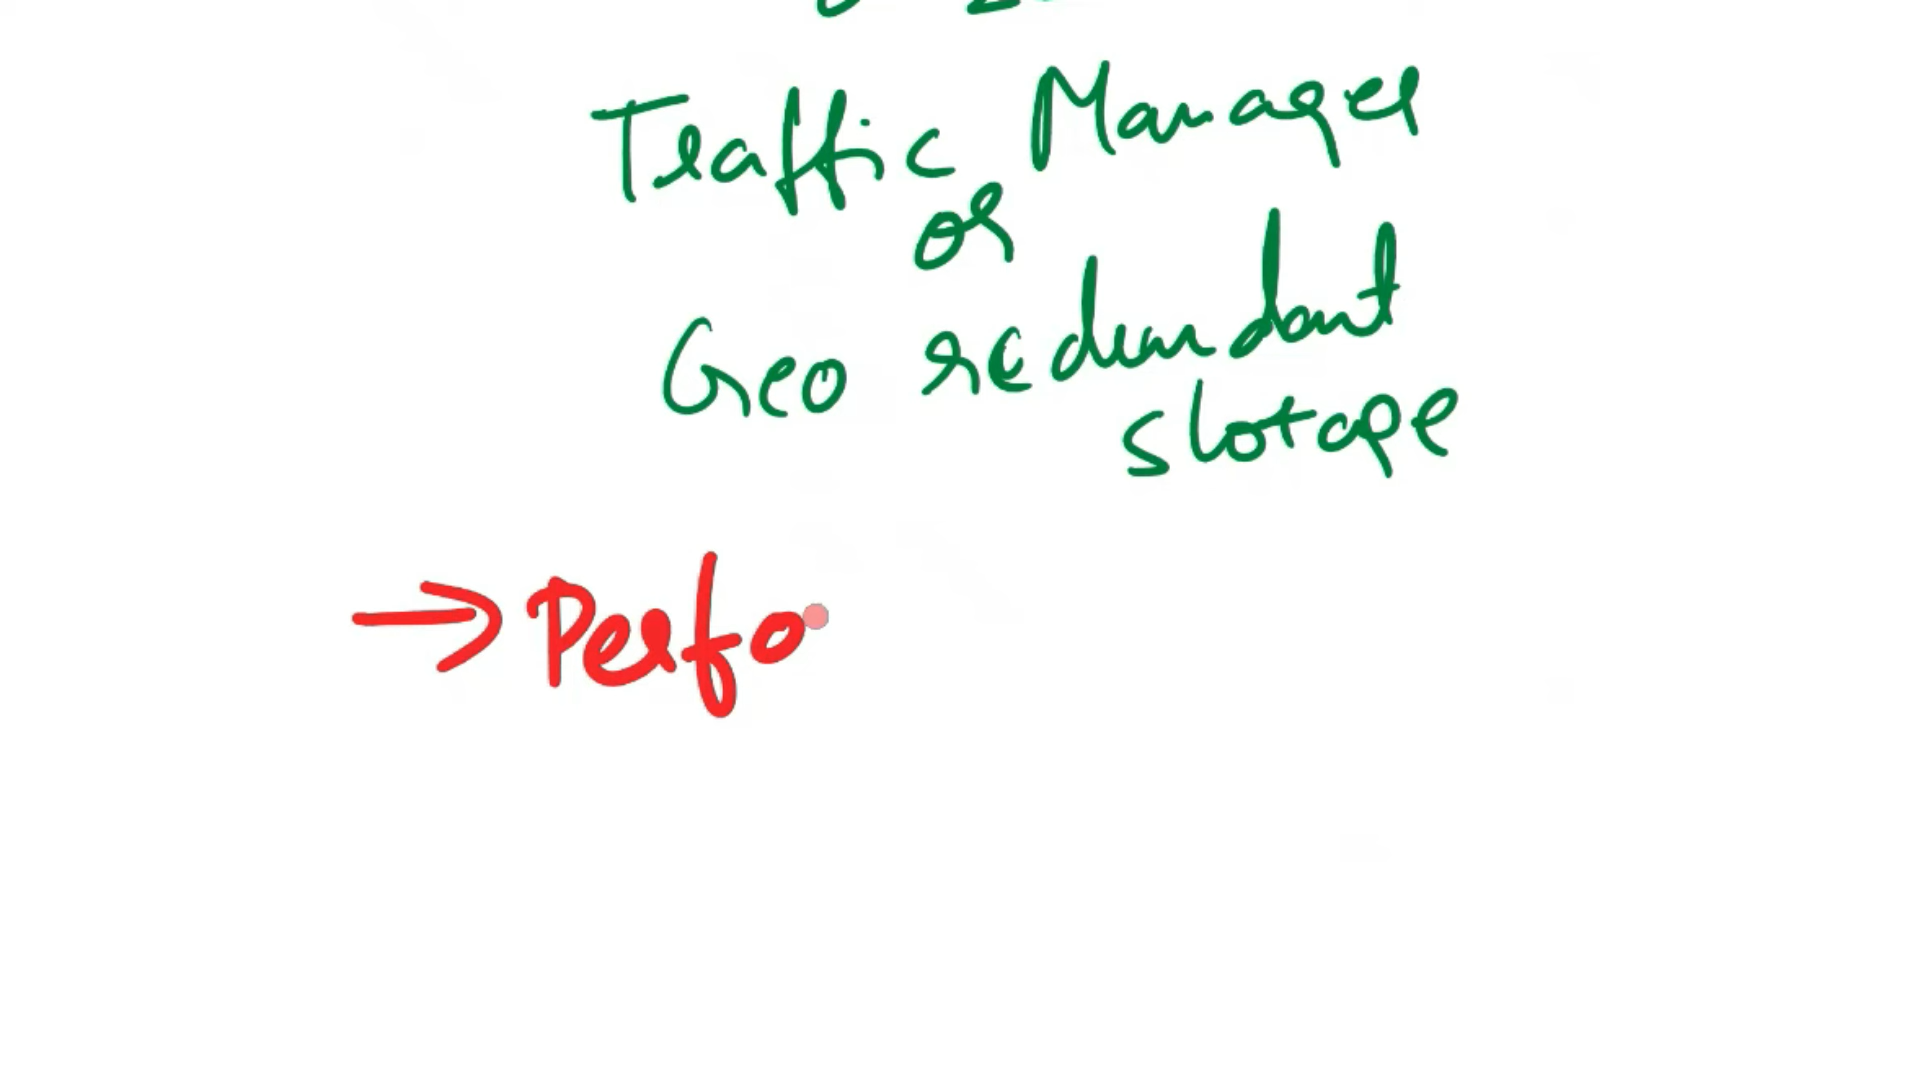 Traffic Manager
or
Geo redundant
storage
→ Perfo